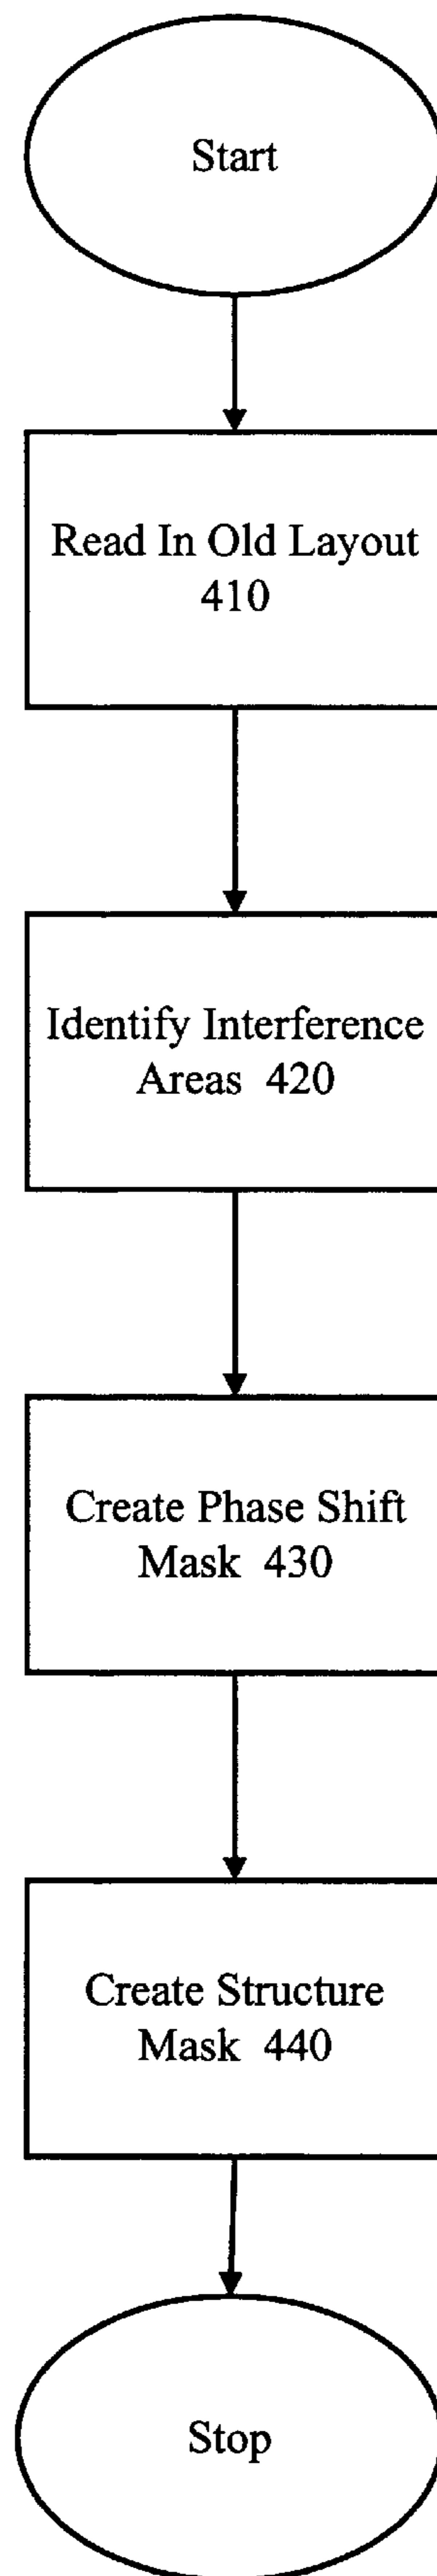 Start
Read In Old Layout
410
Identify Interference
Areas 420
Create Phase Shift
Mask 430
Create Structure
Mask 440
Stop